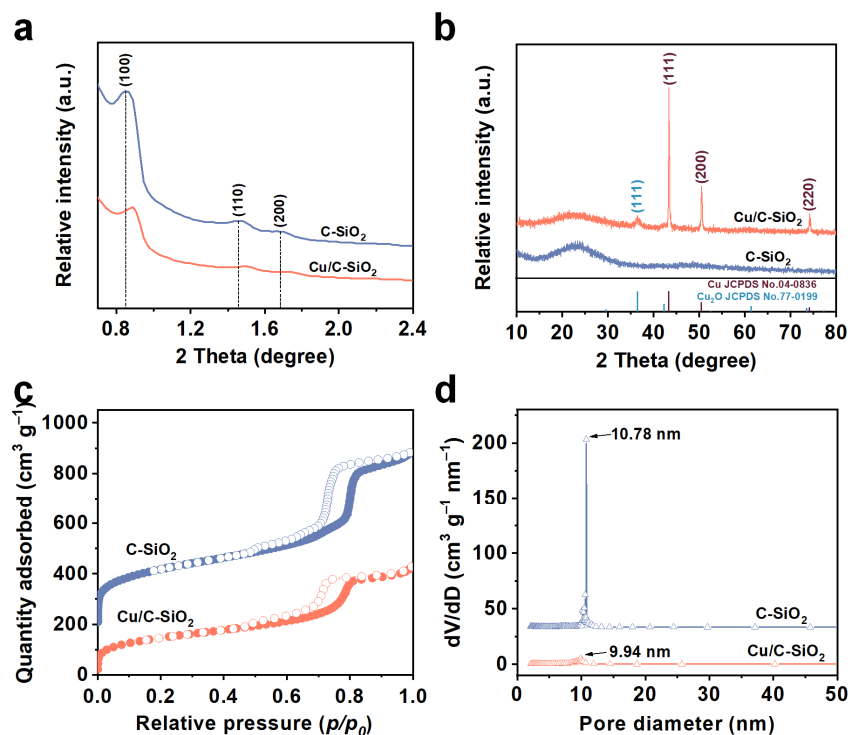 a
Relative intensity (a.u.)
(100)
(110)
(200)
C-SiO₂
Cu/C-SiO₂
0.8 1.2 1.6 2.0 2.4
2 Theta (degree)
b
Relative intensity (a.u.)
(111)
(111)
(200)
(220)
Cu/C-SiO₂
C-SiO₂
Cu JCPDS No.04-0836
Cu₂O JCPDS No.77-0199
10 20 30 40 50 60 70 80
2 Theta (degree)
c
Quantity adsorbed (cm³ g⁻¹)
1000
800
600
400
200
0
C-SiO₂
Cu/C-SiO₂
0.0 0.2 0.4 0.6 0.8 1.0
Relative pressure (p/p₀)
d
dV/dD (cm³ g⁻¹ nm⁻¹)
200
150
100
50
0
10.78 nm
C-SiO₂
9.94 nm
Cu/C-SiO₂
0 10 20 30 40 50
Pore diameter (nm)